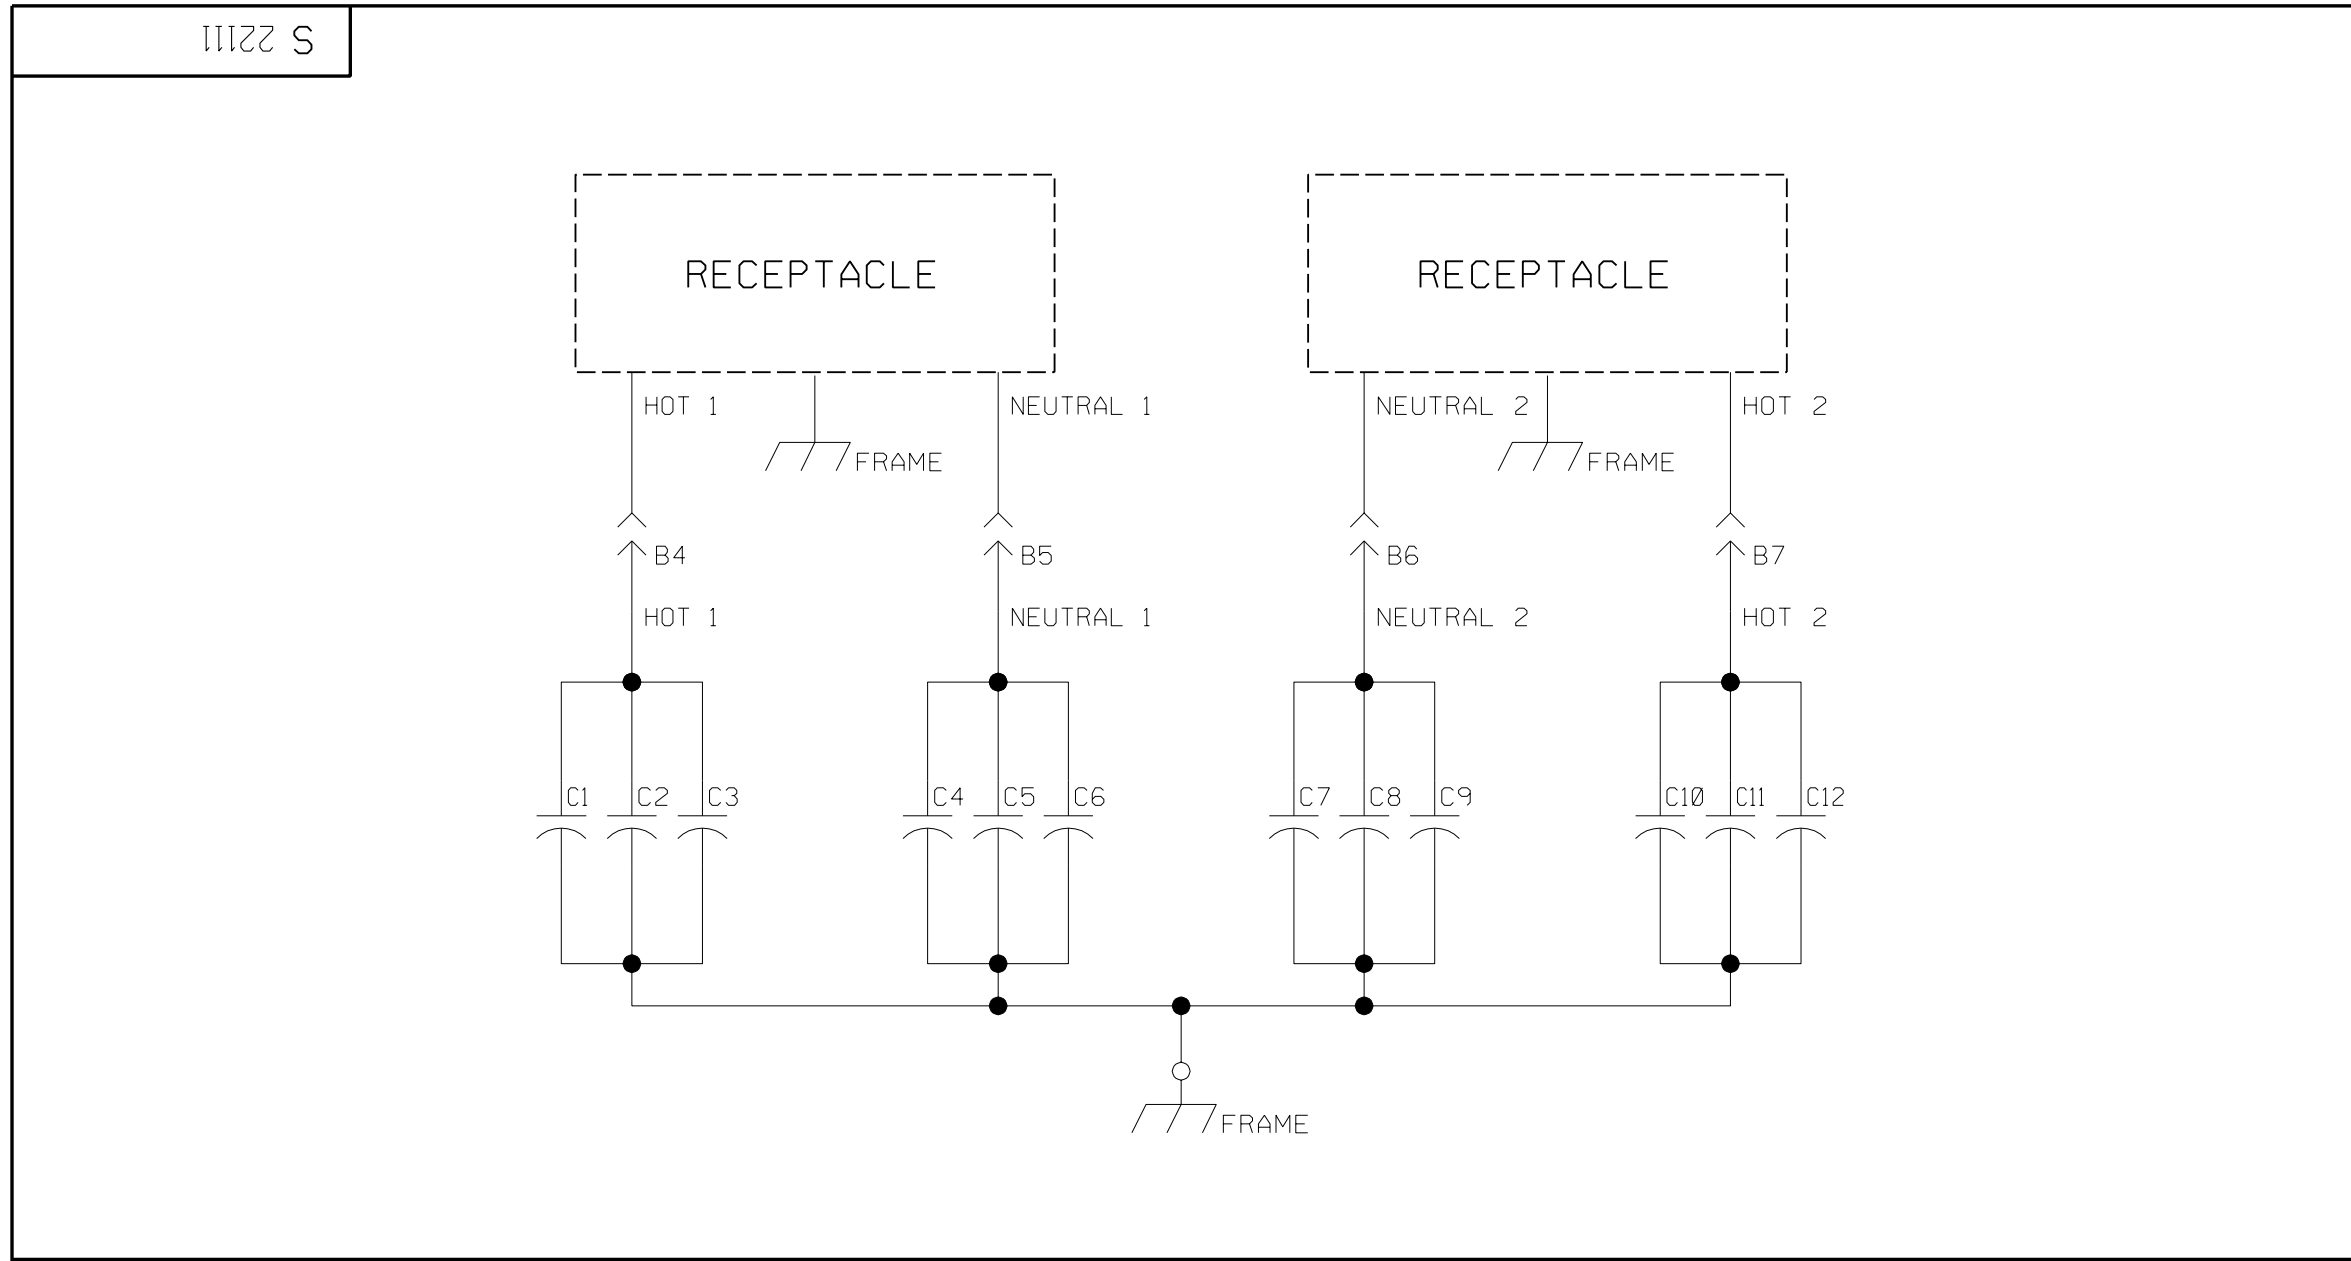 S 22111
RECEPTACLE RECEPTACLE
HOT 1 NEUTRAL 1 NEUTRAL 2 HOT 2
FRAME FRAME
B4 B5 B6 B7
HOT 1 NEUTRAL 1 NEUTRAL 2 HOT 2
C1 C2 C3 C4 C5 C6 C7 C8 C9 C10 C11 C12
FRAME